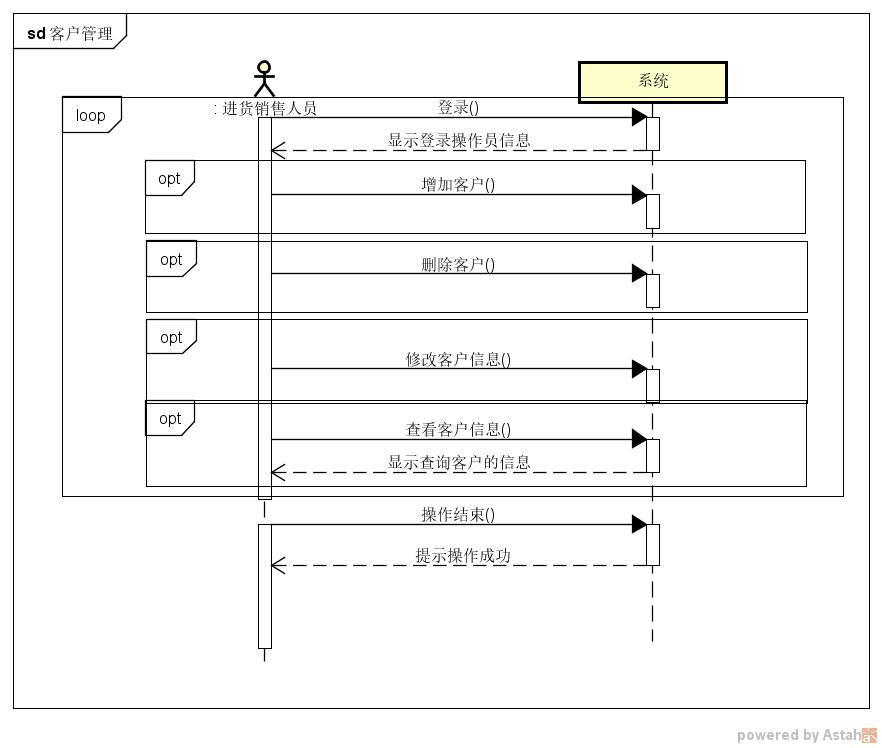 sd 客户管理
: 进货销售人员
系统
loop
登录()
显示登录操作员信息
opt
增加客户()
opt
删除客户()
opt
修改客户信息()
opt
查看客户信息()
显示查询客户的信息
操作结束()
提示操作成功
powered by Astah